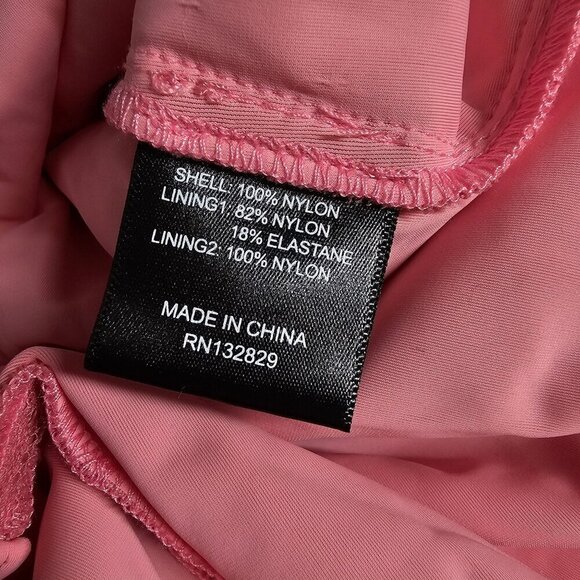 SHELL: 100% NYLON
LINING1: 82% NYLON
18% ELASTANE
LINING2: 100% NYLON
MADE IN CHINA
RN132829